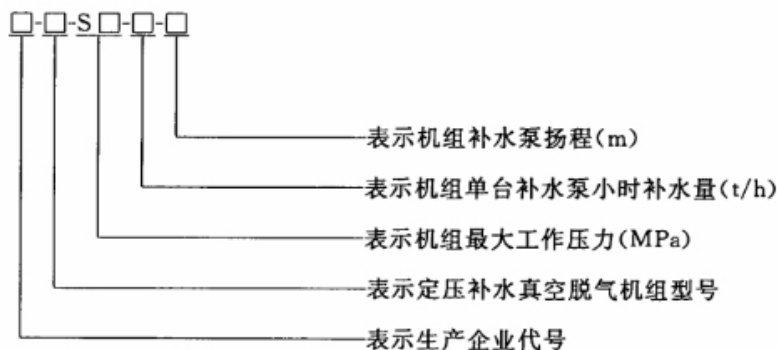 □-□-S□-□-□
表示机组补水泵扬程(m)
表示机组单台补水泵小时补水量(t/h)
表示机组最大工作压力(MPa)
表示定压补水真空脱气机组型号
表示生产企业代号